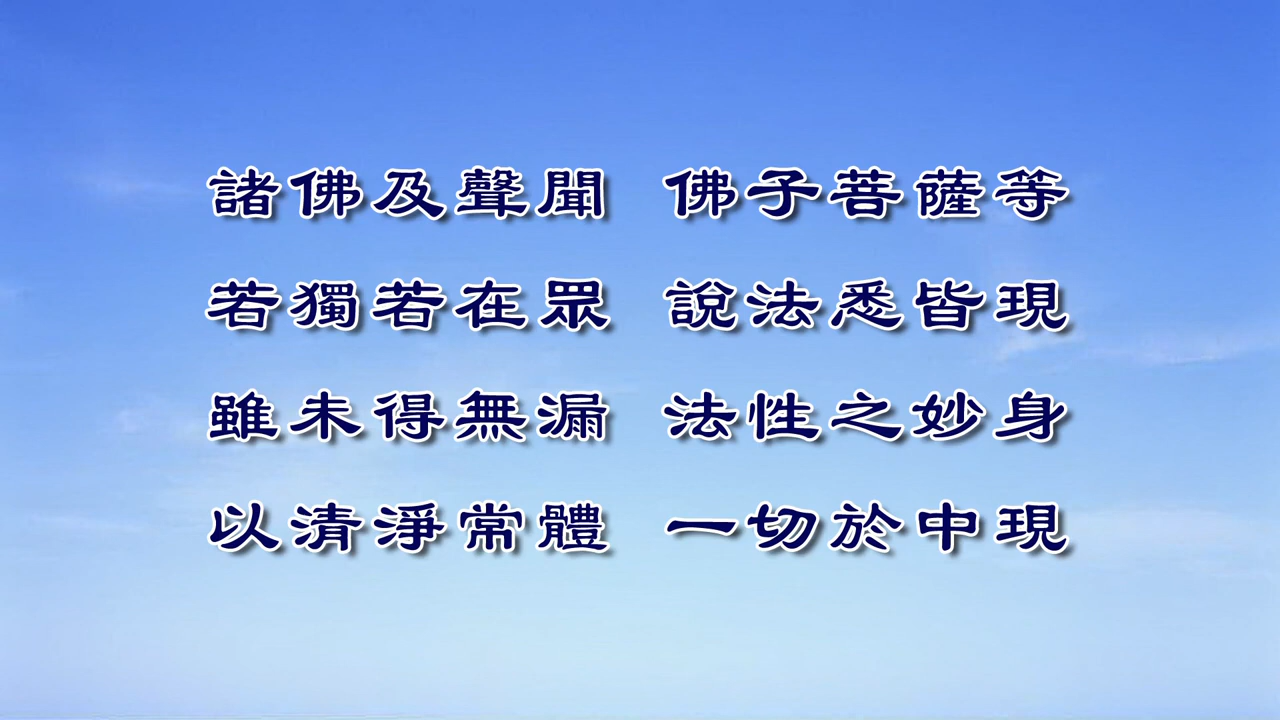 諸佛及聲聞 佛子菩薩等
若獨若在眾 說法悉皆現
雖未得無漏 法性之妙身
以清淨常體 一切於中現